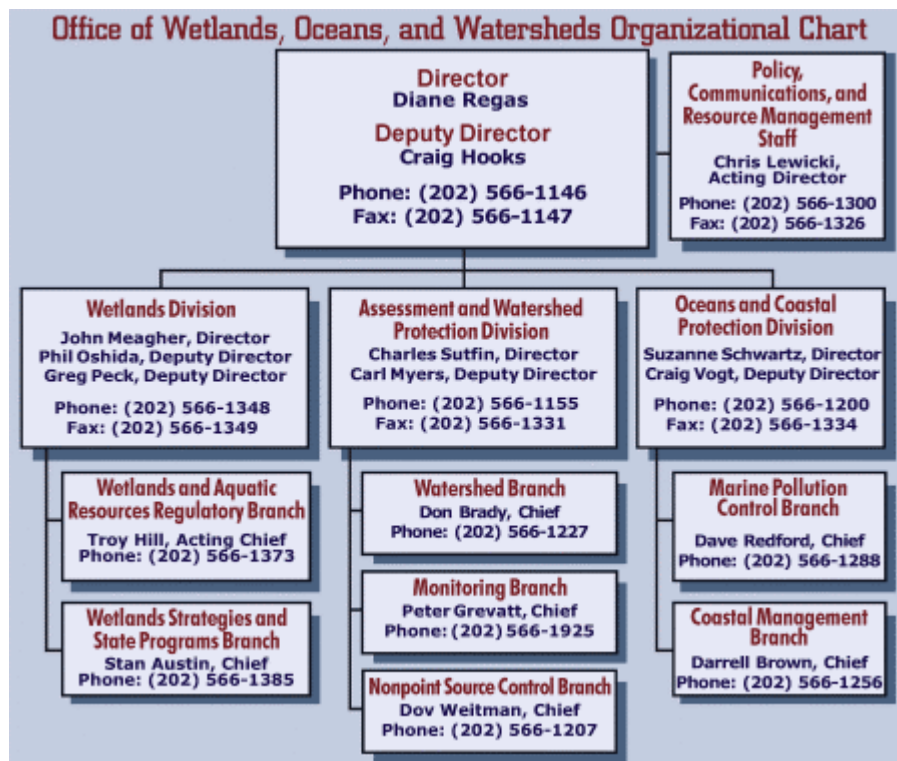 Office of Wetlands, Oceans, and Watersheds Organizational Chart
Director
Diane Regas
Deputy Director
Craig Hooks
Phone: (202) 566-1146
Fax: (202) 566-1147
Policy,
Communications, and
Resource Management
Staff
Chris Lewicki,
Acting Director
Phone: (202) 566-1300
Fax: (202) 566-1326
Wetlands Division
John Meagher, Director
Phil Oshida, Deputy Director
Greg Peck, Deputy Director
Phone: (202) 566-1348
Fax: (202) 566-1349
Wetlands and Aquatic
Resources Regulatory Branch
Troy Hill, Acting Chief
Phone: (202) 566-1373
Wetlands Strategies and
State Programs Branch
Stan Austin, Chief
Phone: (202) 566-1385
Assessment and Watershed
Protection Division
Charles Sutfin, Director
Carl Myers, Deputy Director
Phone: (202) 566-1155
Fax: (202) 566-1331
Watershed Branch
Don Brady, Chief
Phone: (202) 566-1227
Monitoring Branch
Peter Grevatt, Chief
Phone: (202) 566-1925
Nonpoint Source Control Branch
Dov Weitman, Chief
Phone: (202) 566-1207
Oceans and Coastal
Protection Division
Suzanne Schwartz, Director
Craig Vogt, Deputy Director
Phone: (202) 566-1200
Fax: (202) 566-1334
Marine Pollution
Control Branch
Dave Redford, Chief
Phone: (202) 566-1288
Coastal Management
Branch
Darrell Brown, Chief
Phone: (202) 566-1256